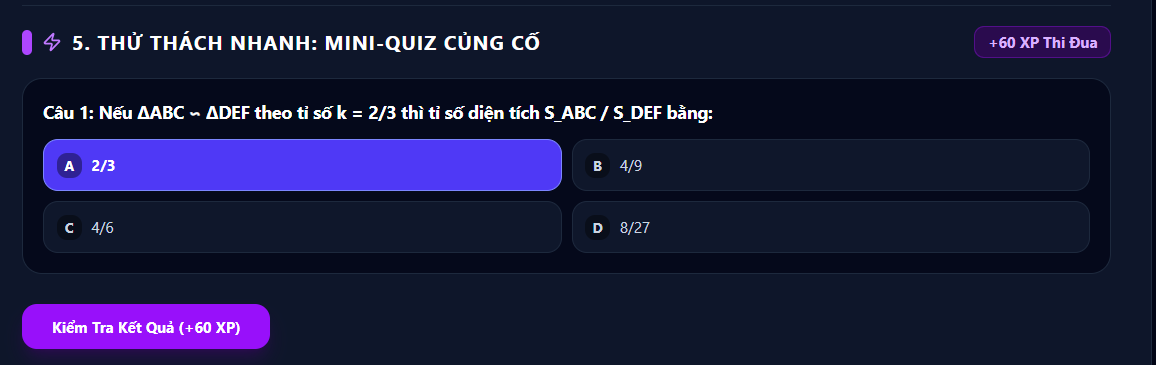 5. THỬ THÁCH NHANH: MINI-QUIZ CỦNG CỐ
+60 XP Thi Đua
Câu 1: Nếu ΔABC ∽ ΔDEF theo tỉ số k = 2/3 thì tỉ số diện tích S_ABC / S_DEF bằng:
A 2/3
B 4/9
C 4/6
D 8/27
Kiểm Tra Kết Quả (+60 XP)